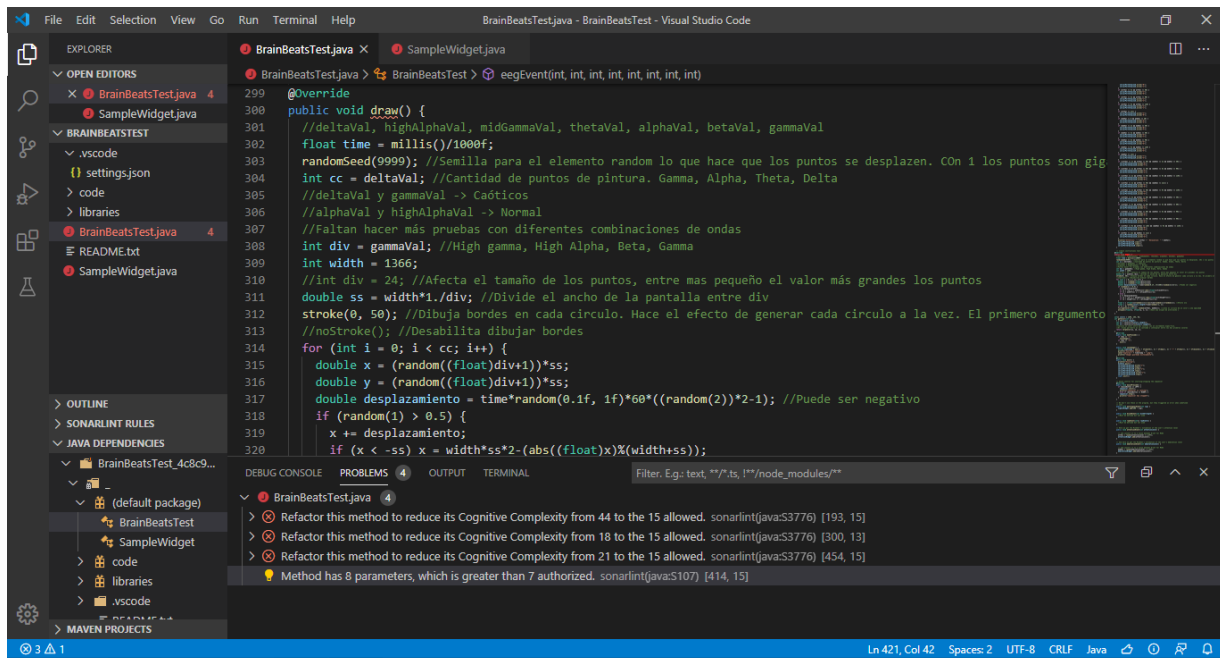 File Edit Selection View Go Run Terminal Help BrainBeatsTest.java - BrainBeatsTest - Visual Studio Code
EXPLORER
OPEN EDITORS
BrainBeatsTest.java 4
SampleWidget.java
BRAINBEATSTEST
.vscode
{} settings.json
code
libraries
BrainBeatsTest.java 4
README.txt
SampleWidget.java
OUTLINE
SONARLINT RULES
JAVA DEPENDENCIES
BrainBeatsTest_4c8c9...
_
(default package)
BrainBeatsTest
SampleWidget
code
libraries
.vscode
README.txt
MAVEN PROJECTS
BrainBeatsTest.java SampleWidget.java
BrainBeatsTest.java > BrainBeatsTest > eegEvent(int, int, int, int, int, int, int, int)
299 @Override
300 public void draw() {
301 //deltaVal, highAlphaVal, midGammaVal, thetaVal, alphaVal, betaVal, gammaVal
302 float time = millis()/1000f;
303 randomSeed(9999); //Semilla para el elemento random lo que hace que los puntos se desplazen. COn 1 los puntos son gig
304 int cc = deltaVal; //Cantidad de puntos de pintura. Gamma, Alpha, Theta, Delta
305 //deltaVal y gammaVal -> Caóticos
306 //alphaVal y highAlphaVal -> Normal
307 //Faltan hacer más pruebas con diferentes combinaciones de ondas
308 int div = gammaVal; //High gamma, High Alpha, Beta, Gamma
309 int width = 1366;
310 //int div = 24; //Afecta el tamaño de los puntos, entre mas pequeño el valor más grandes los puntos
311 double ss = width*1./div; //Divide el ancho de la pantalla entre div
312 stroke(0, 50); //Dibuja bordes en cada circulo. Hace el efecto de generar cada circulo a la vez. El primero argumento
313 //noStroke(); //Desabilita dibujar bordes
314 for (int i = 0; i < cc; i++) {
315 double x = (random((float)div+1))*ss;
316 double y = (random((float)div+1))*ss;
317 double desplazamiento = time*random(0.1f, 1f)*60*((random(2))*2-1); //Puede ser negativo
318 if (random(1) > 0.5) {
319 x += desplazamiento;
320 if (x < -ss) x = width*ss*2-(abs((float)x)%(width+ss));
DEBUG CONSOLE PROBLEMS 4 OUTPUT TERMINAL Filter. E.g.: text, **/*.ts, !**/node_modules/**
BrainBeatsTest.java 4
Refactor this method to reduce its Cognitive Complexity from 44 to the 15 allowed. sonarlint(java:S3776) [193, 15]
Refactor this method to reduce its Cognitive Complexity from 18 to the 15 allowed. sonarlint(java:S3776) [300, 13]
Refactor this method to reduce its Cognitive Complexity from 21 to the 15 allowed. sonarlint(java:S3776) [454, 15]
Method has 8 parameters, which is greater than 7 authorized. sonarlint(java:S107) [414, 15]
3 1 Ln 421, Col 42 Spaces: 2 UTF-8 CRLF Java